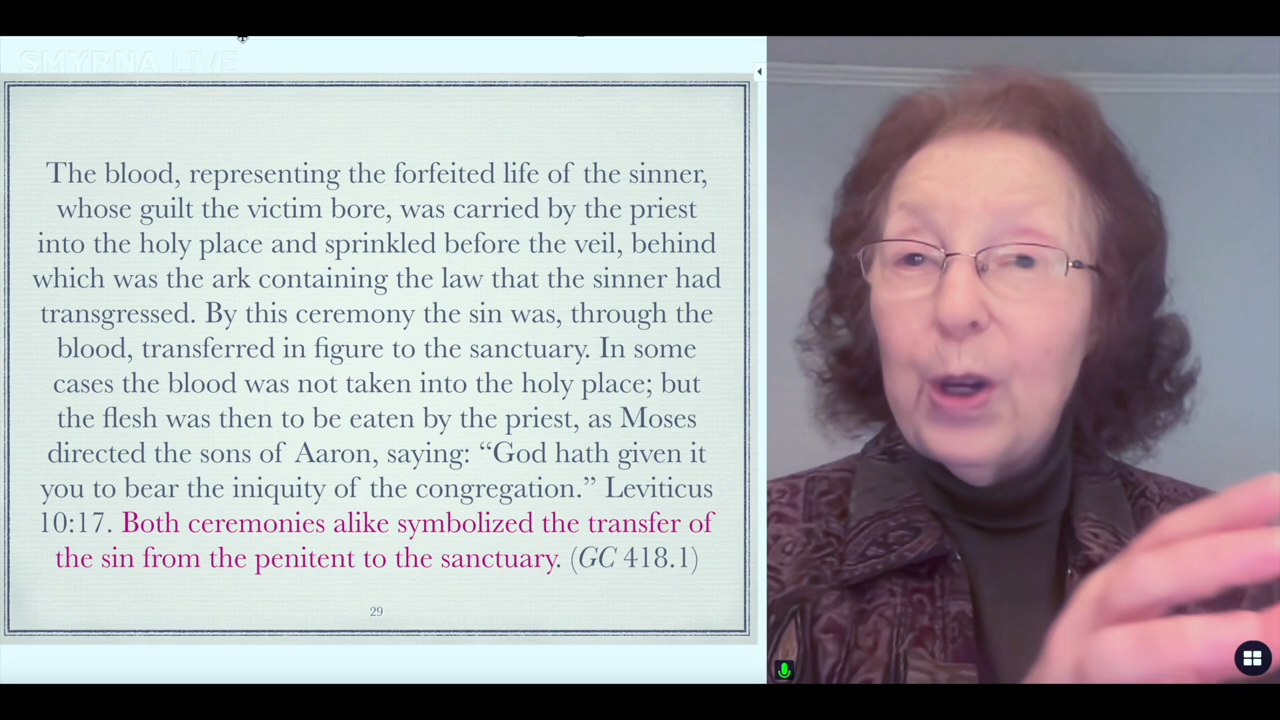 SMYRNA LIVE
The blood, representing the forfeited life of the sinner,
whose guilt the victim bore, was carried by the priest
into the holy place and sprinkled before the veil, behind
which was the ark containing the law that the sinner had
transgressed. By this ceremony the sin was, through the
blood, transferred in figure to the sanctuary. In some
cases the blood was not taken into the holy place; but
the flesh was then to be eaten by the priest, as Moses
directed the sons of Aaron, saying: “God hath given it
you to bear the iniquity of the congregation.” Leviticus
10:17. Both ceremonies alike symbolized the transfer of
the sin from the penitent to the sanctuary. (GC 418.1)
29